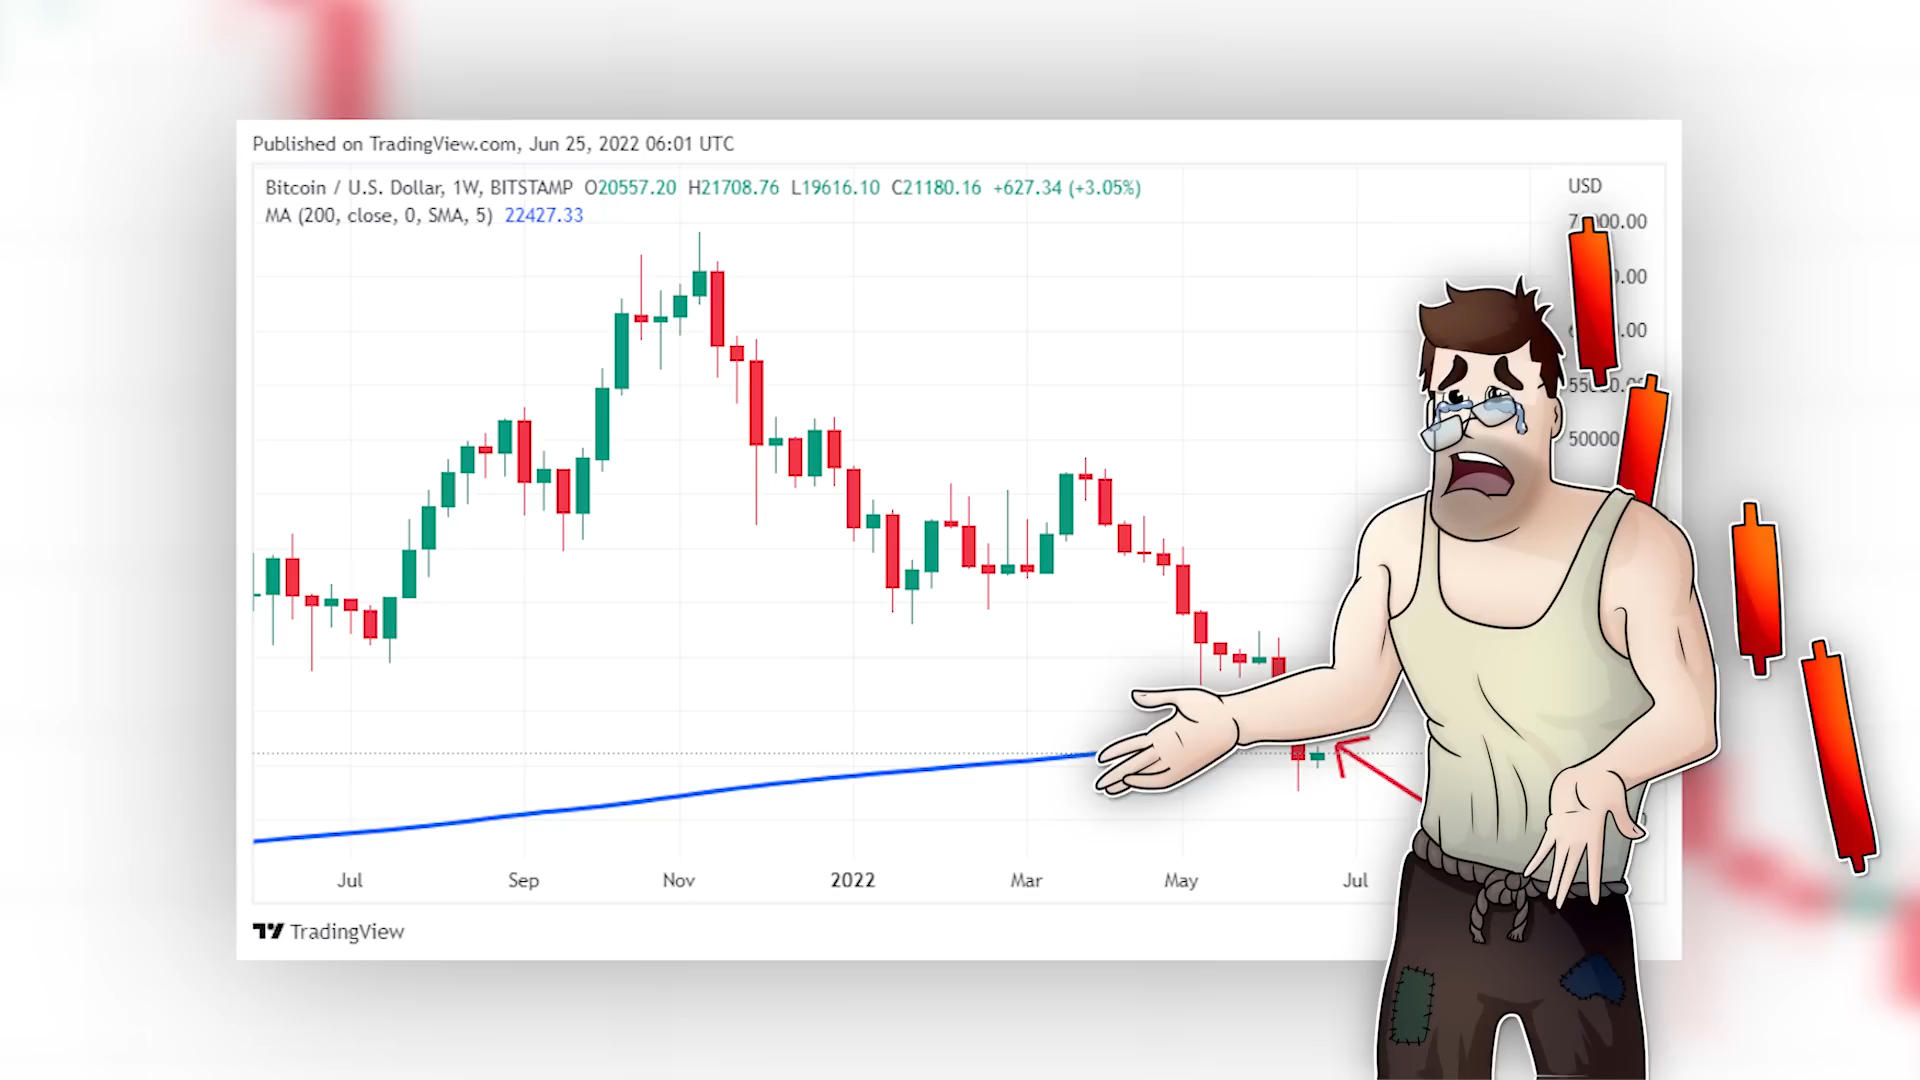 Published on TradingView.com, Jun 25, 2022 06:01 UTC
Bitcoin / U.S. Dollar, 1W, BITSTAMP O20557.20 H21708.76 L19616.10 C21180.16 +627.34 (+3.05%)
USD
MA (200, close, 0, SMA, 5) 22427.33
50000
Jul Sep Nov 2022 Mar May Jul
TradingView